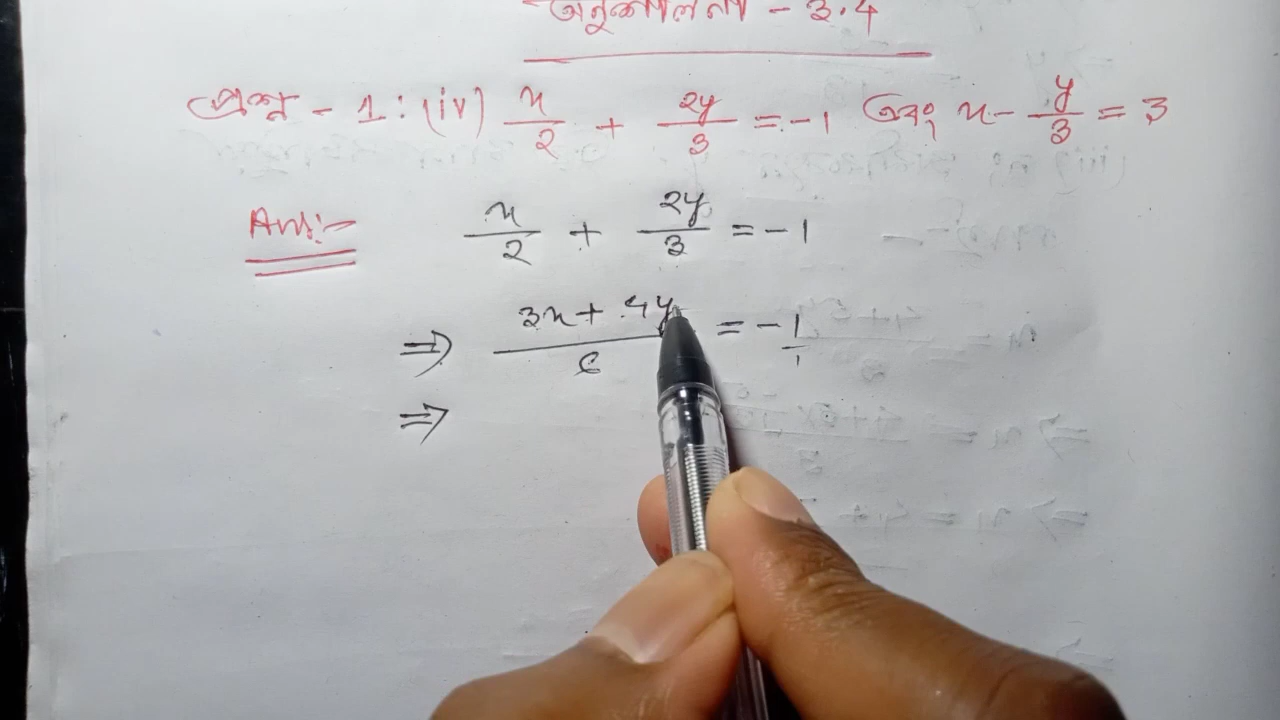 অনুশীলনী - 3.4
প্রশ্ন - 1 : (iv) x/2 + 2y/3 = -1 এবং x - y/3 = 3
Ans:- x/2 + 2y/3 = -1
⇒ (3x + 4y)/6 = -1/1
⇒